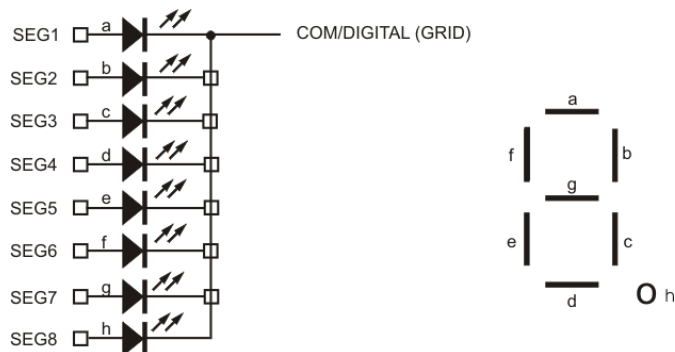 SEG1 a COM/DIGITAL (GRID)
SEG2 b
SEG3 c
SEG4 d
SEG5 e
SEG6 f
SEG7 g
SEG8 h
a
f b
g
e c
d h